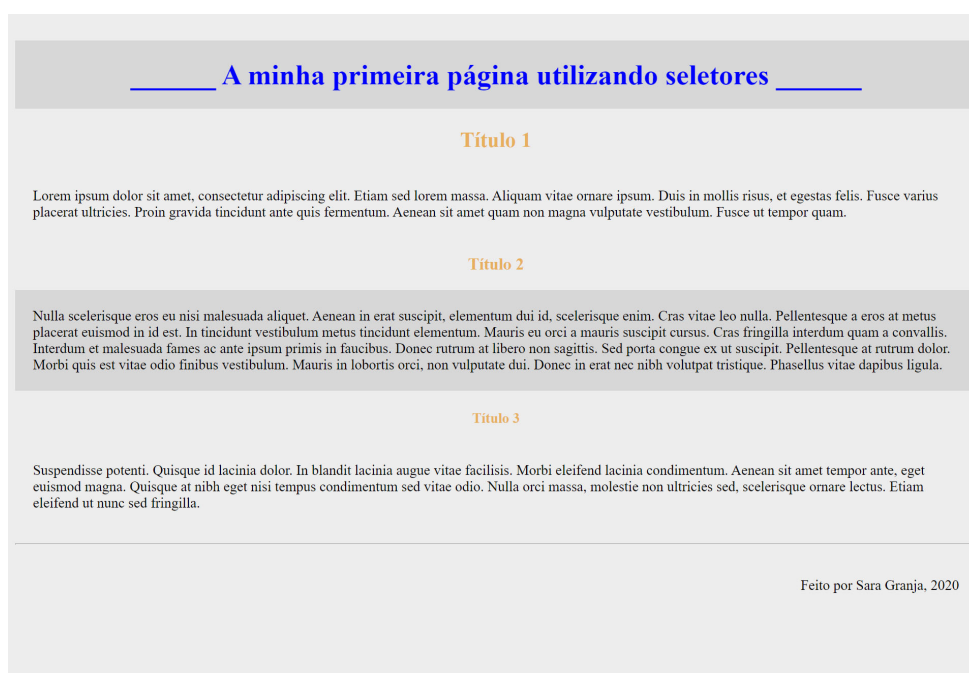 ______ A minha primeira página utilizando seletores ______
Título 1
Lorem ipsum dolor sit amet, consectetur adipiscing elit. Etiam sed lorem massa. Aliquam vitae ornare ipsum. Duis in mollis risus, et egestas felis. Fusce varius
placerat ultricies. Proin gravida tincidunt ante quis fermentum. Aenean sit amet quam non magna vulputate vestibulum. Fusce ut tempor quam.
Título 2
Nulla scelerisque eros eu nisi malesuada aliquet. Aenean in erat suscipit, elementum dui id, scelerisque enim. Cras vitae leo nulla. Pellentesque a eros at metus
placerat euismod in id est. In tincidunt vestibulum metus tincidunt elementum. Mauris eu orci a mauris suscipit cursus. Cras fringilla interdum quam a convallis.
Interdum et malesuada fames ac ante ipsum primis in faucibus. Donec rutrum at libero non sagittis. Sed porta congue ex ut suscipit. Pellentesque at rutrum dolor.
Morbi quis est vitae odio finibus vestibulum. Mauris in lobortis orci, non vulputate dui. Donec in erat nec nibh volutpat tristique. Phasellus vitae dapibus ligula.
Título 3
Suspendisse potenti. Quisque id lacinia dolor. In blandit lacinia augue vitae facilisis. Morbi eleifend lacinia condimentum. Aenean sit amet tempor ante, eget
euismod magna. Quisque at nibh eget nisi tempus condimentum sed vitae odio. Nulla orci massa, molestie non ultricies sed, scelerisque ornare lectus. Etiam
eleifend ut nunc sed fringilla.
Feito por Sara Granja, 2020